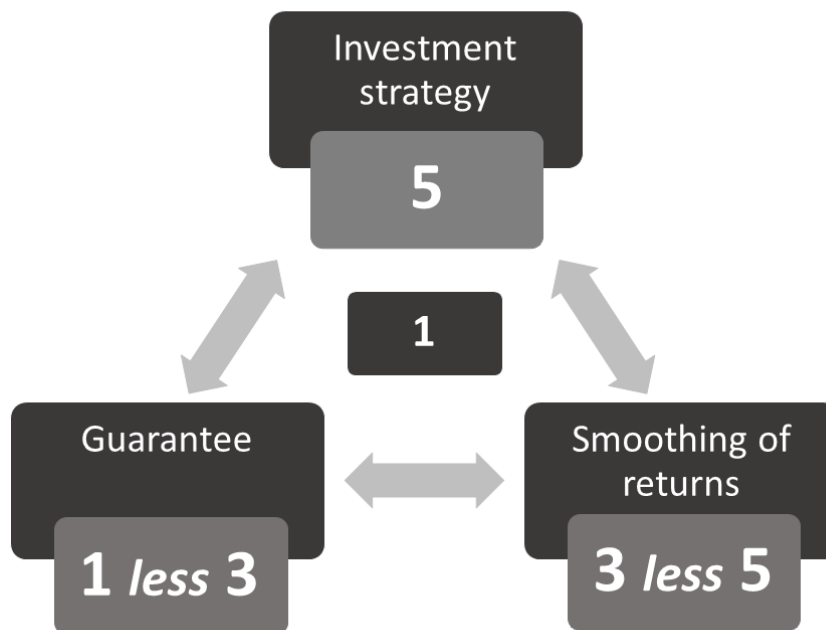 Investment
strategy
5
1
Guarantee
1 less 3
Smoothing of
returns
3 less 5